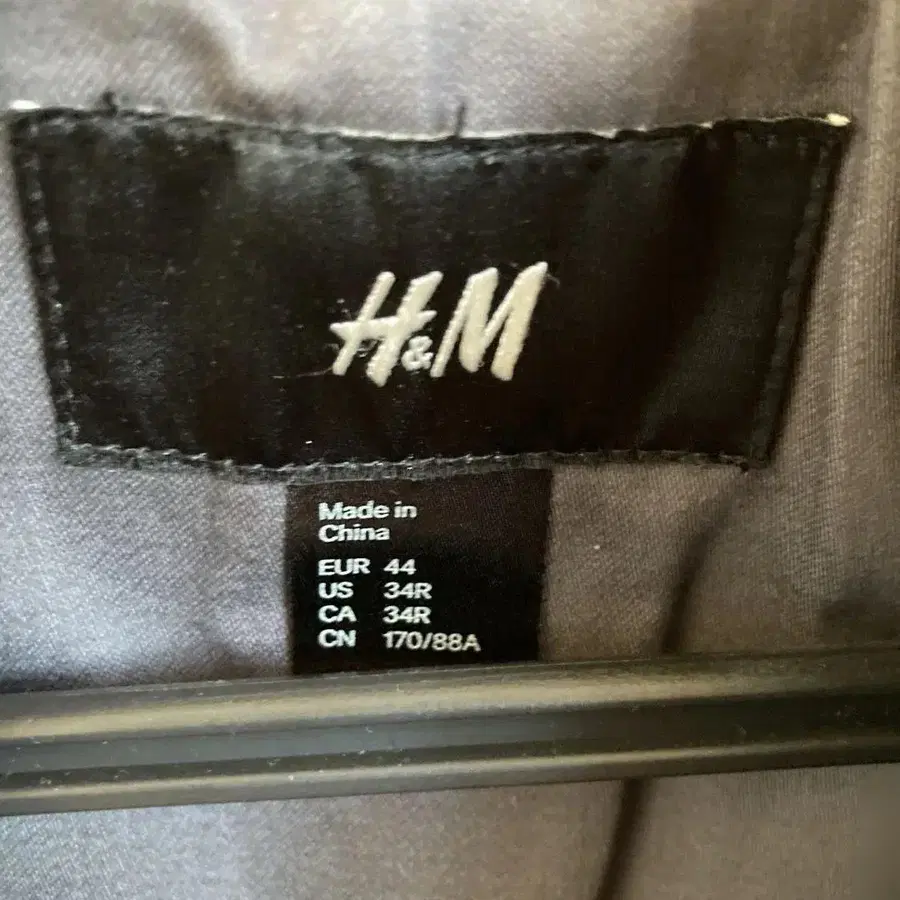 H&M
Made in
China
EUR 44
US 34R
CA 34R
CN 170/88A